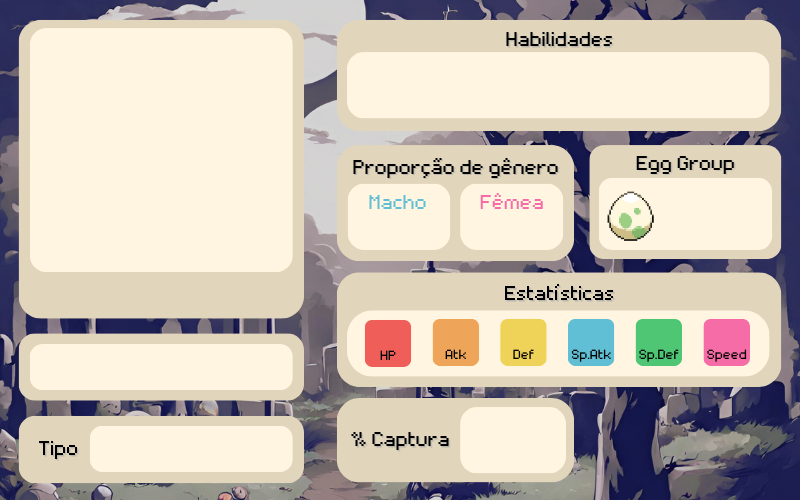 Habilidades
Proporção de gênero
Macho
Fêmea
Egg Group
Estatísticas
HP
Atk
Def
Sp.Atk
Sp.Def
Speed
% Captura
Tipo